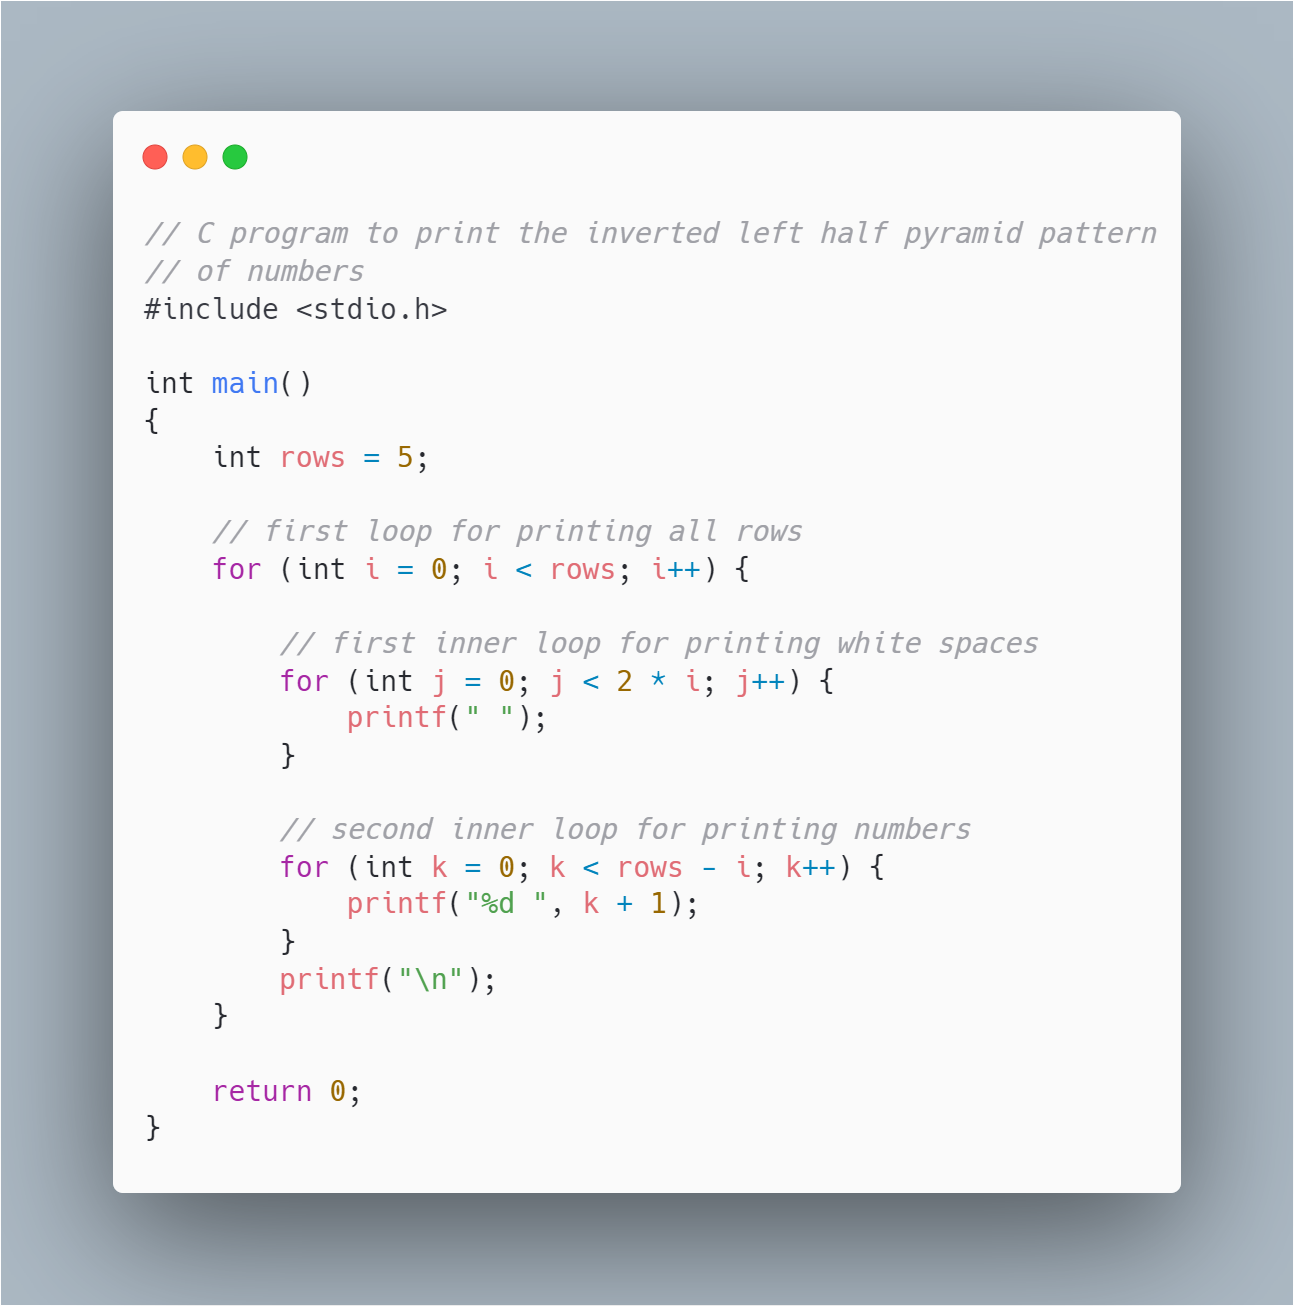 // C program to print the inverted left half pyramid pattern
// of numbers
#include <stdio.h>

int main()
{
    int rows = 5;

    // first loop for printing all rows
    for (int i = 0; i < rows; i++) {

        // first inner loop for printing white spaces
        for (int j = 0; j < 2 * i; j++) {
            printf(" ");
        }

        // second inner loop for printing numbers
        for (int k = 0; k < rows - i; k++) {
            printf("%d ", k + 1);
        }
        printf("\n");
    }

    return 0;
}